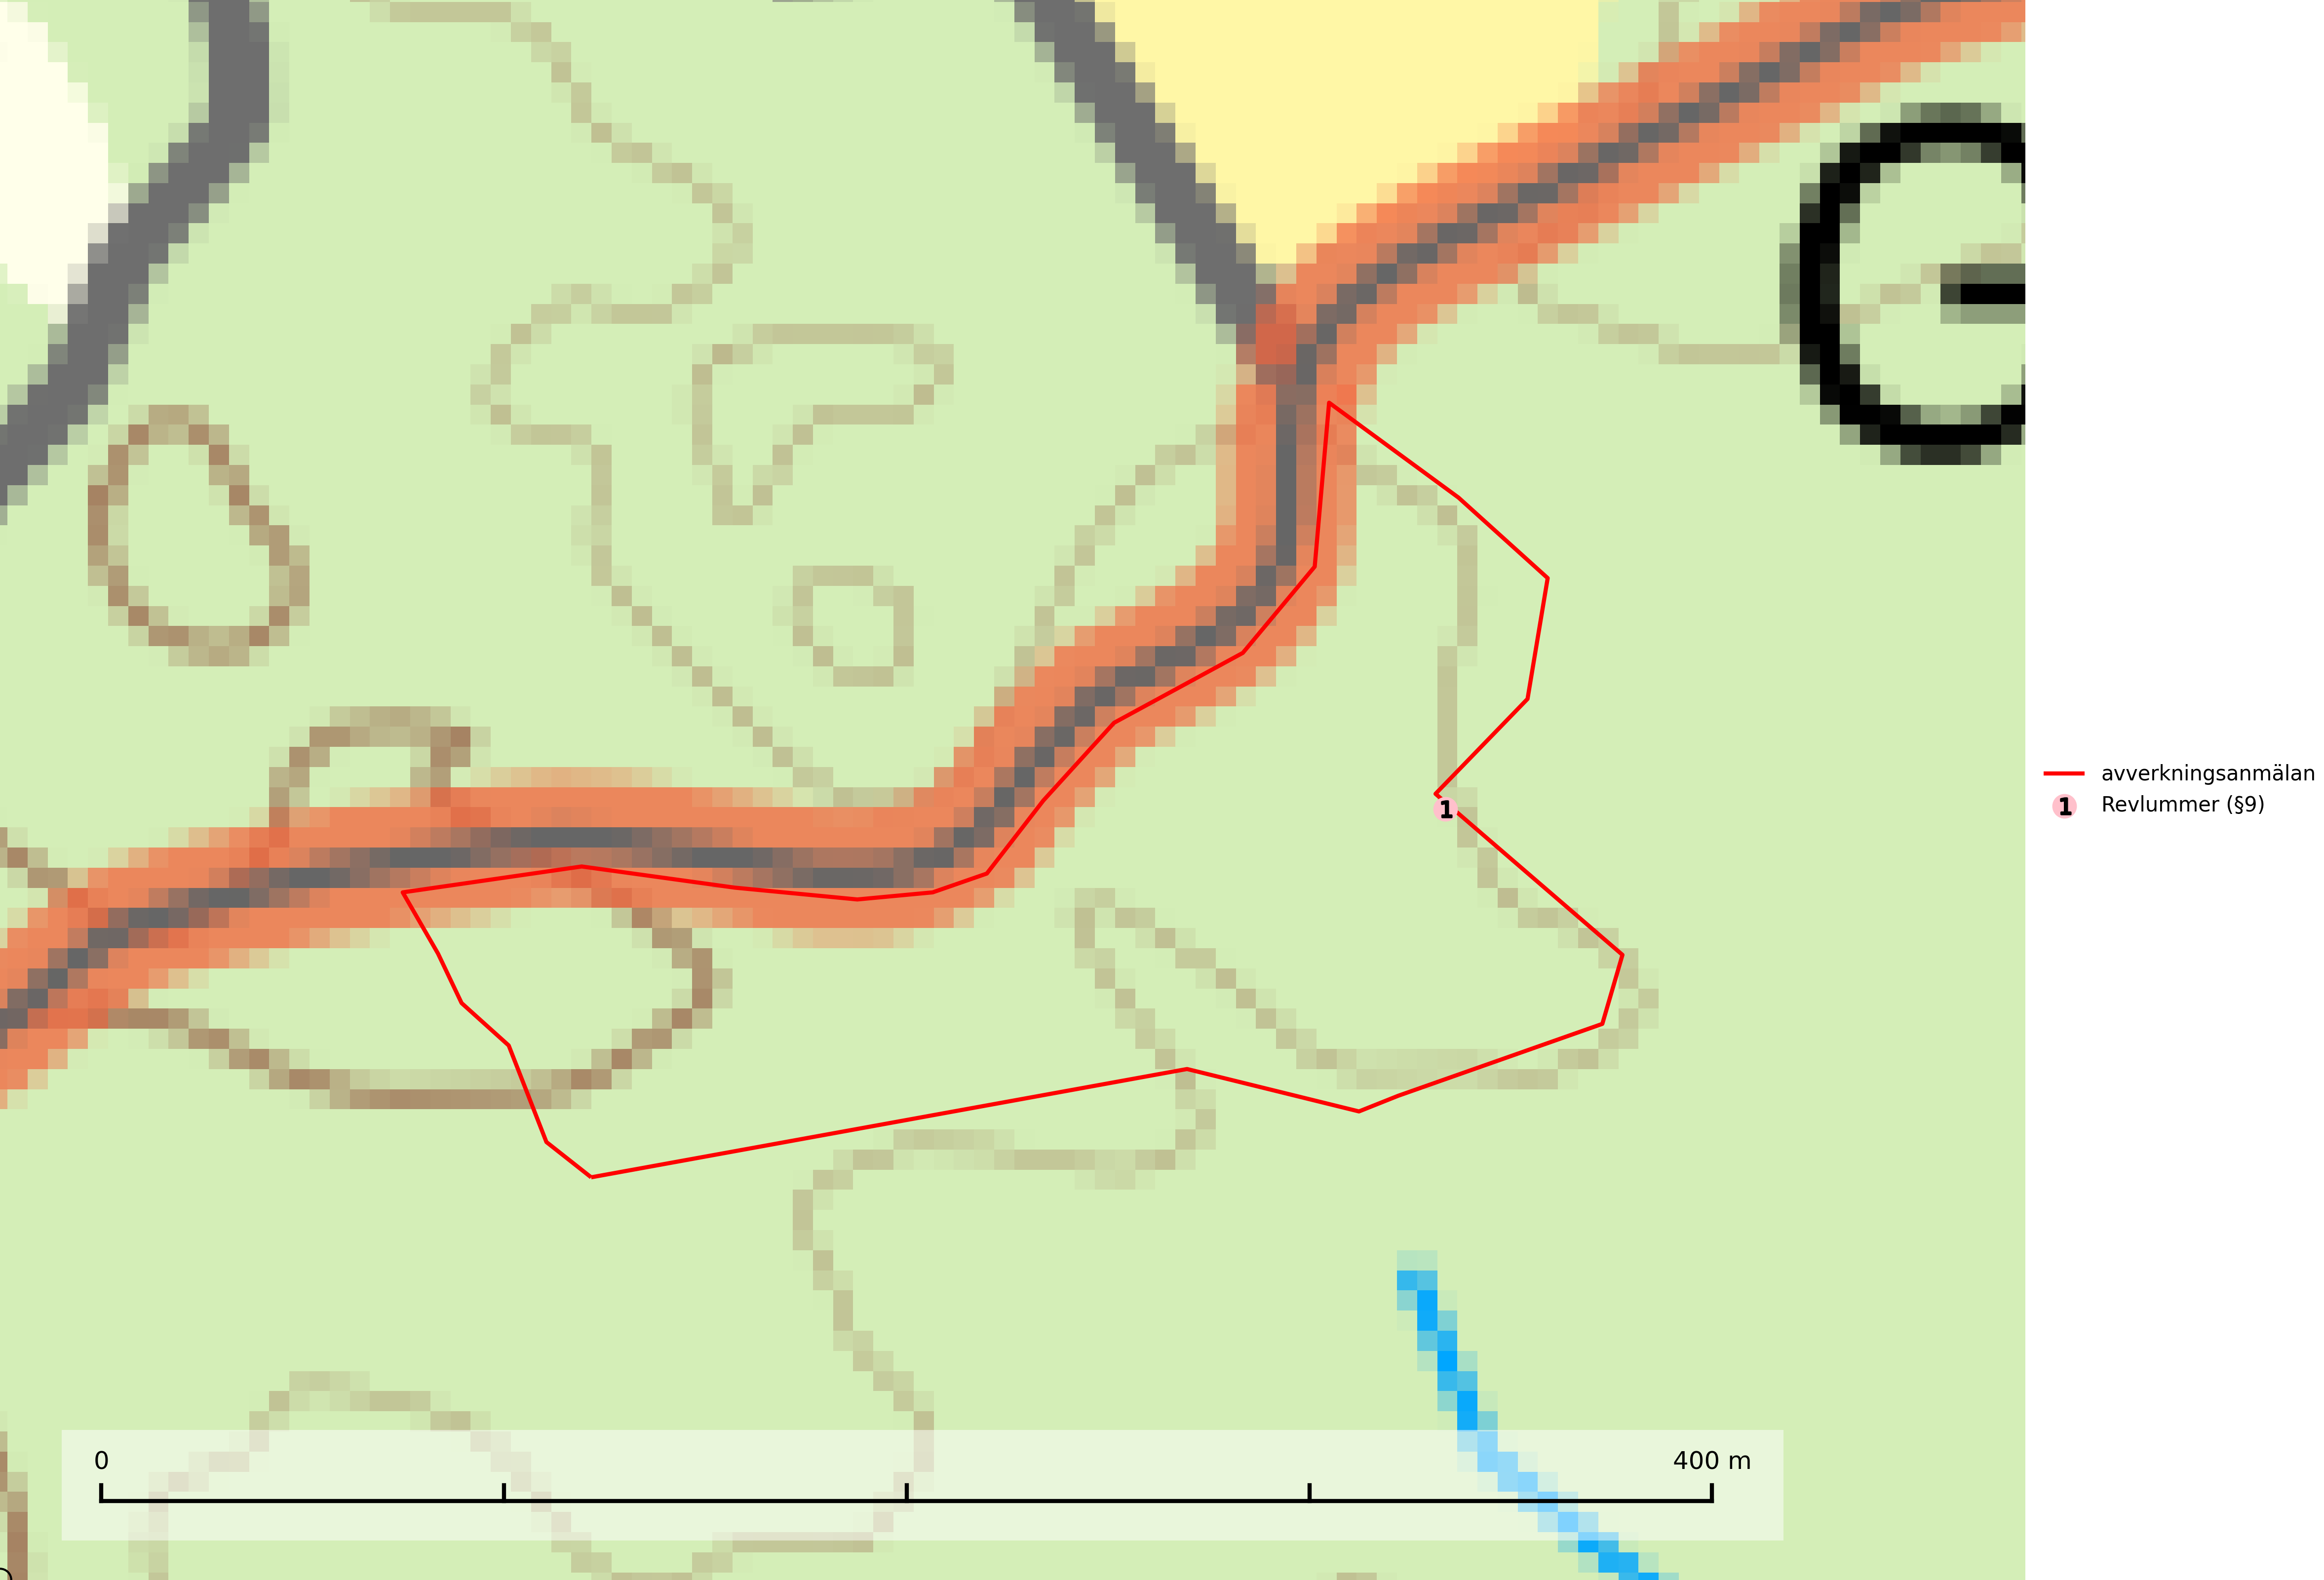 1
avverkningsanmälan
1 Revlummer (§9)
0 400 m